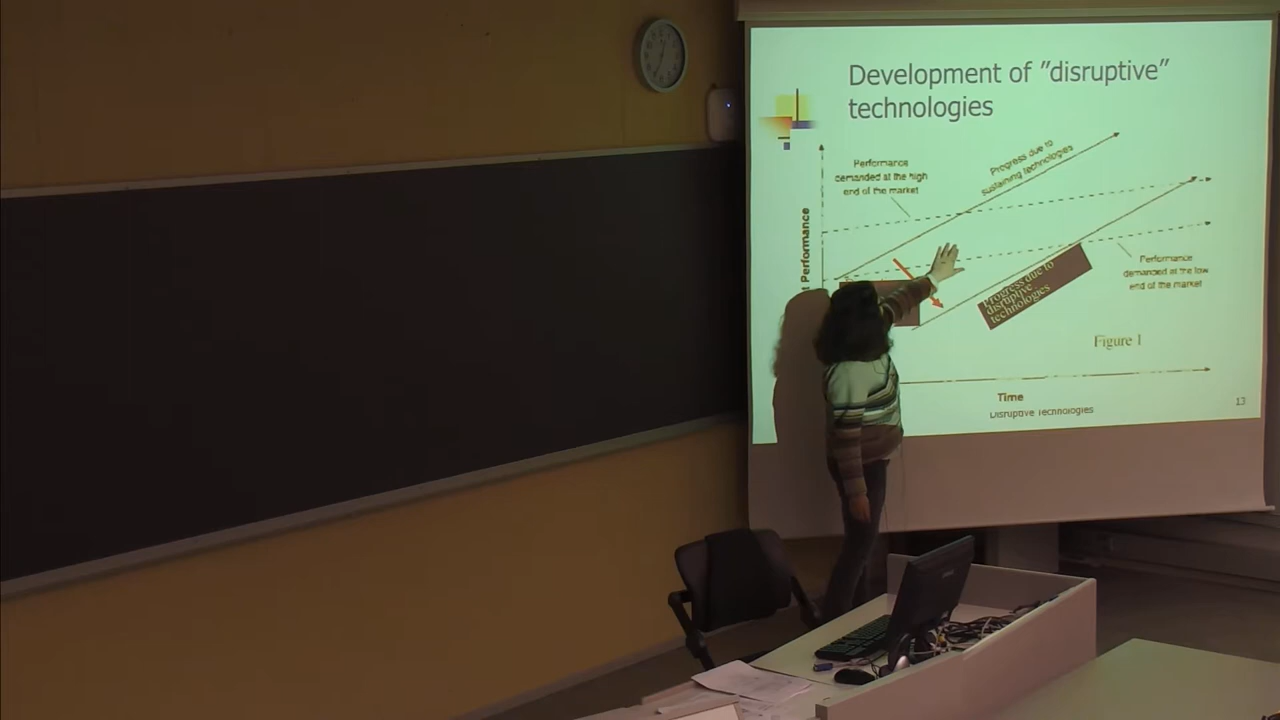 Development of ”disruptive”
technologies
Performance
demanded at the high
end of the market
Progress due to
sustaining technologies
t Performance
Performance
demanded at the low
end of the market
Progress due to
disruptive
technologies
Figure 1
Time
Disruptive Technologies
13